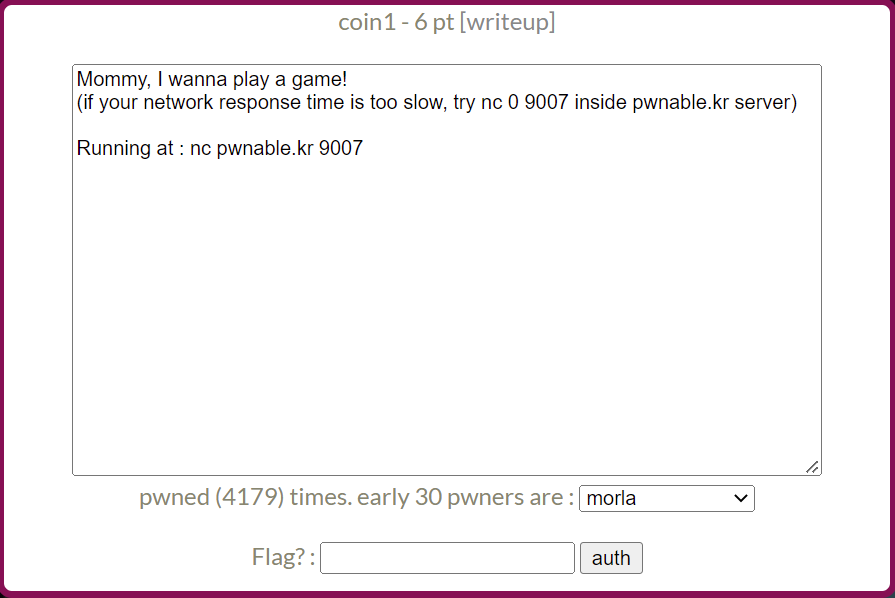 coin1 - 6 pt [writeup]
Mommy, I wanna play a game!
(if your network response time is too slow, try nc 0 9007 inside pwnable.kr server)
Running at : nc pwnable.kr 9007
pwned (4179) times. early 30 pwners are : morla
Flag? : auth